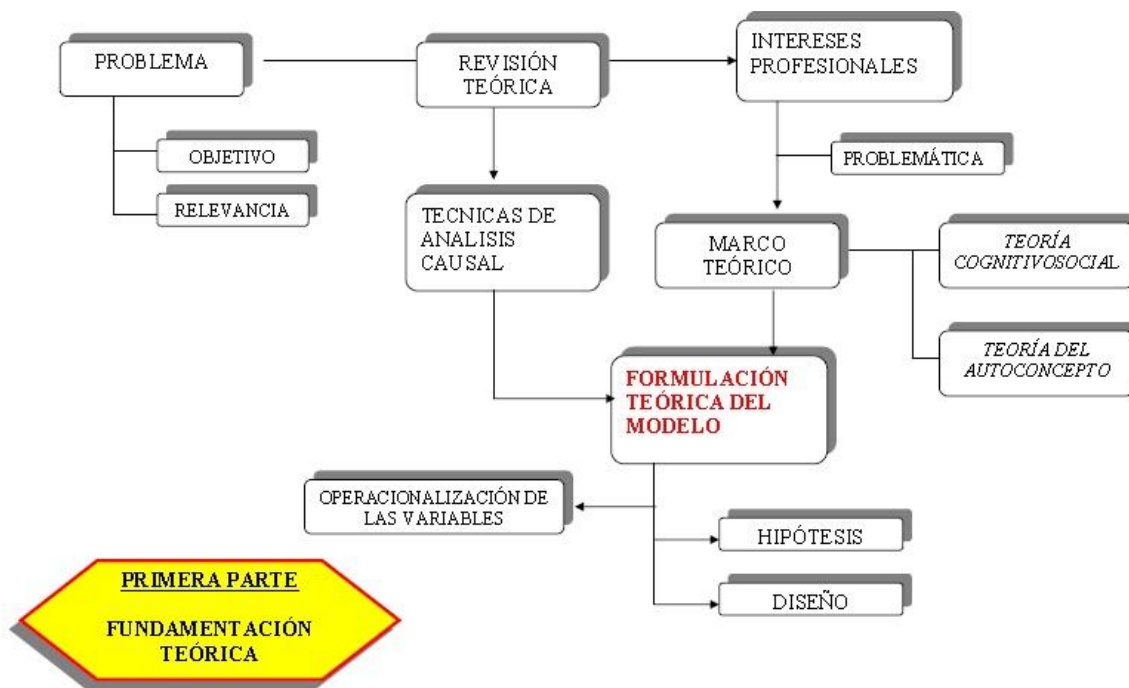 PROBLEMA
REVISIÓN
TEÓRICA
INTERESES
PROFESIONALES
OBJETIVO
RELEVANCIA
PROBLEMÁTICA
TECNICAS DE
ANALISIS
CAUSAL
MARCO
TEÓRICO
TEORÍA
COGNITIVOSOCIAL
TEORÍA DEL
AUTOCONCEPTO
FORMULACIÓN
TEÓRICA DEL
MODELO
OPERACIONALIZACIÓN DE
LAS VARIABLES
HIPÓTESIS
DISEÑO
PRIMERA PARTE
FUNDAMENTACIÓN
TEÓRICA